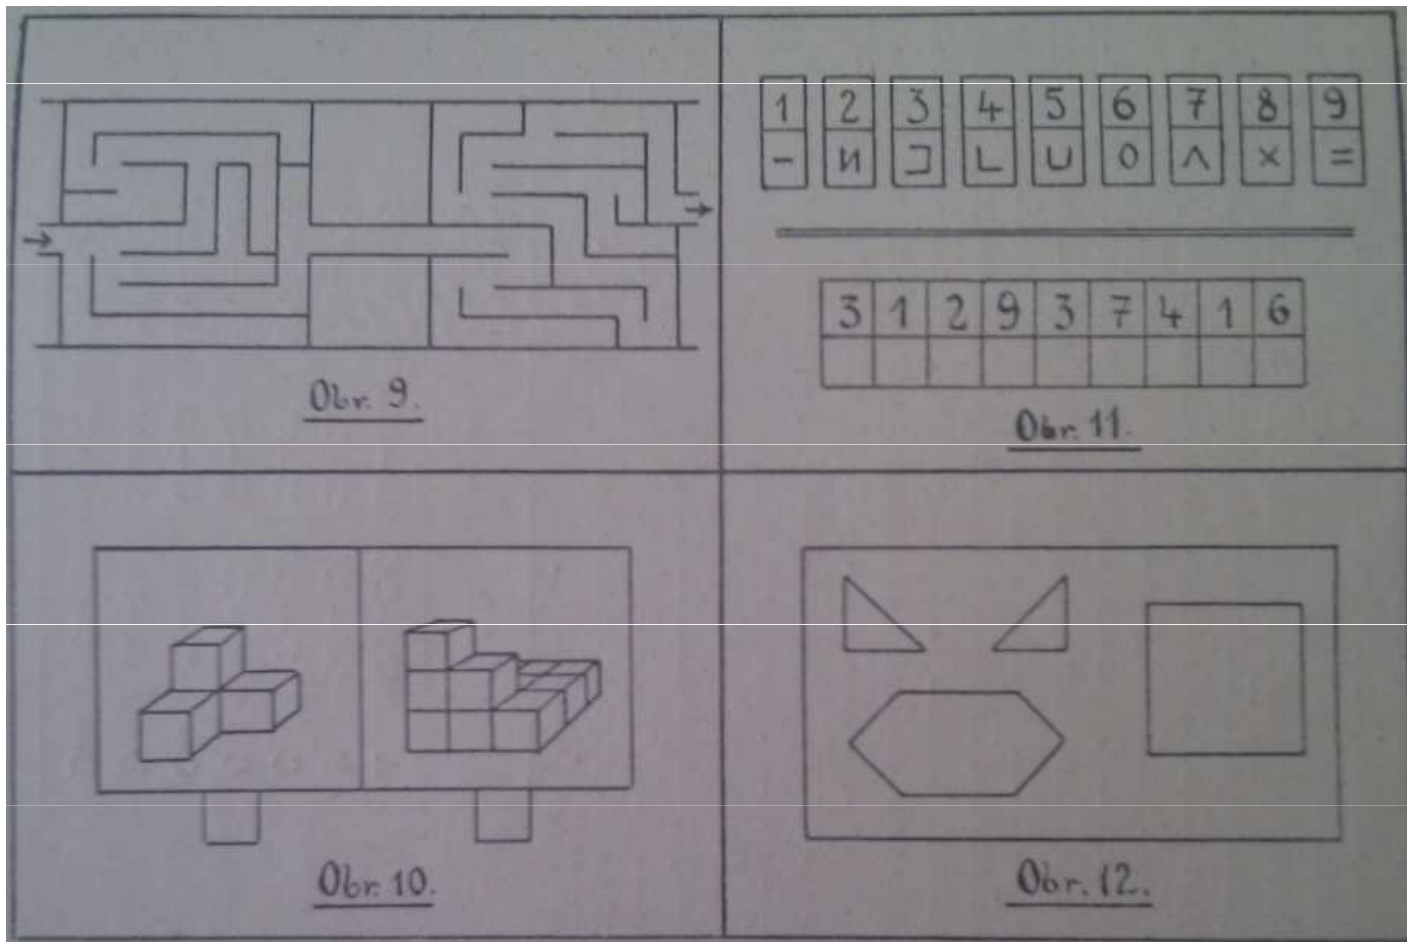 Obr. 9.
1 2 3 4 5 6 7 8 9
- И ⊐ L U O Λ × =
3 1 2 9 3 7 4 1 6
Obr. 11.
Obr. 10.
Obr. 12.